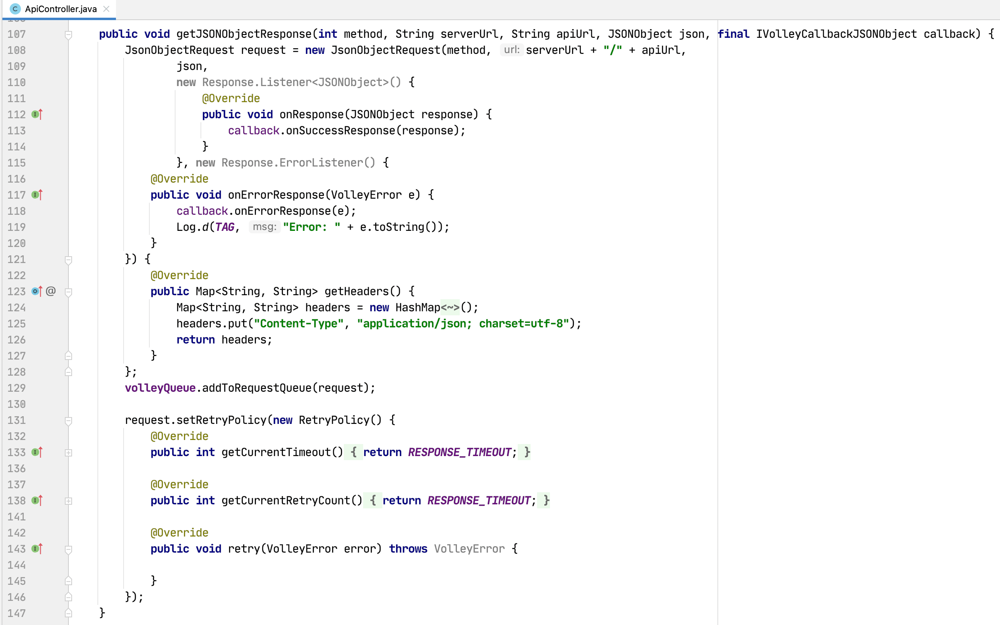 ApiController.java
107 public void getJSONObjectResponse(int method, String serverUrl, String apiUrl, JSONObject json, final IVolleyCallbackJSONObject callback) {
108 JsonObjectRequest request = new JsonObjectRequest(method, url: serverUrl + "/" + apiUrl,
109 json,
110 new Response.Listener<JSONObject>() {
111 @Override
112 public void onResponse(JSONObject response) {
113 callback.onSuccessResponse(response);
114 }
115 }, new Response.ErrorListener() {
116 @Override
117 public void onErrorResponse(VolleyError e) {
118 callback.onErrorResponse(e);
119 Log.d(TAG, msg: "Error: " + e.toString());
120 }
121 }) {
122 @Override
123 @ public Map<String, String> getHeaders() {
124 Map<String, String> headers = new HashMap<~>();
125 headers.put("Content-Type", "application/json; charset=utf-8");
126 return headers;
127 }
128 };
129 volleyQueue.addToRequestQueue(request);
130
131 request.setRetryPolicy(new RetryPolicy() {
132 @Override
133 public int getCurrentTimeout() { return RESPONSE_TIMEOUT; }
136
137 @Override
138 public int getCurrentRetryCount() { return RESPONSE_TIMEOUT; }
141
142 @Override
143 public void retry(VolleyError error) throws VolleyError {
144
145 }
146 });
147 }